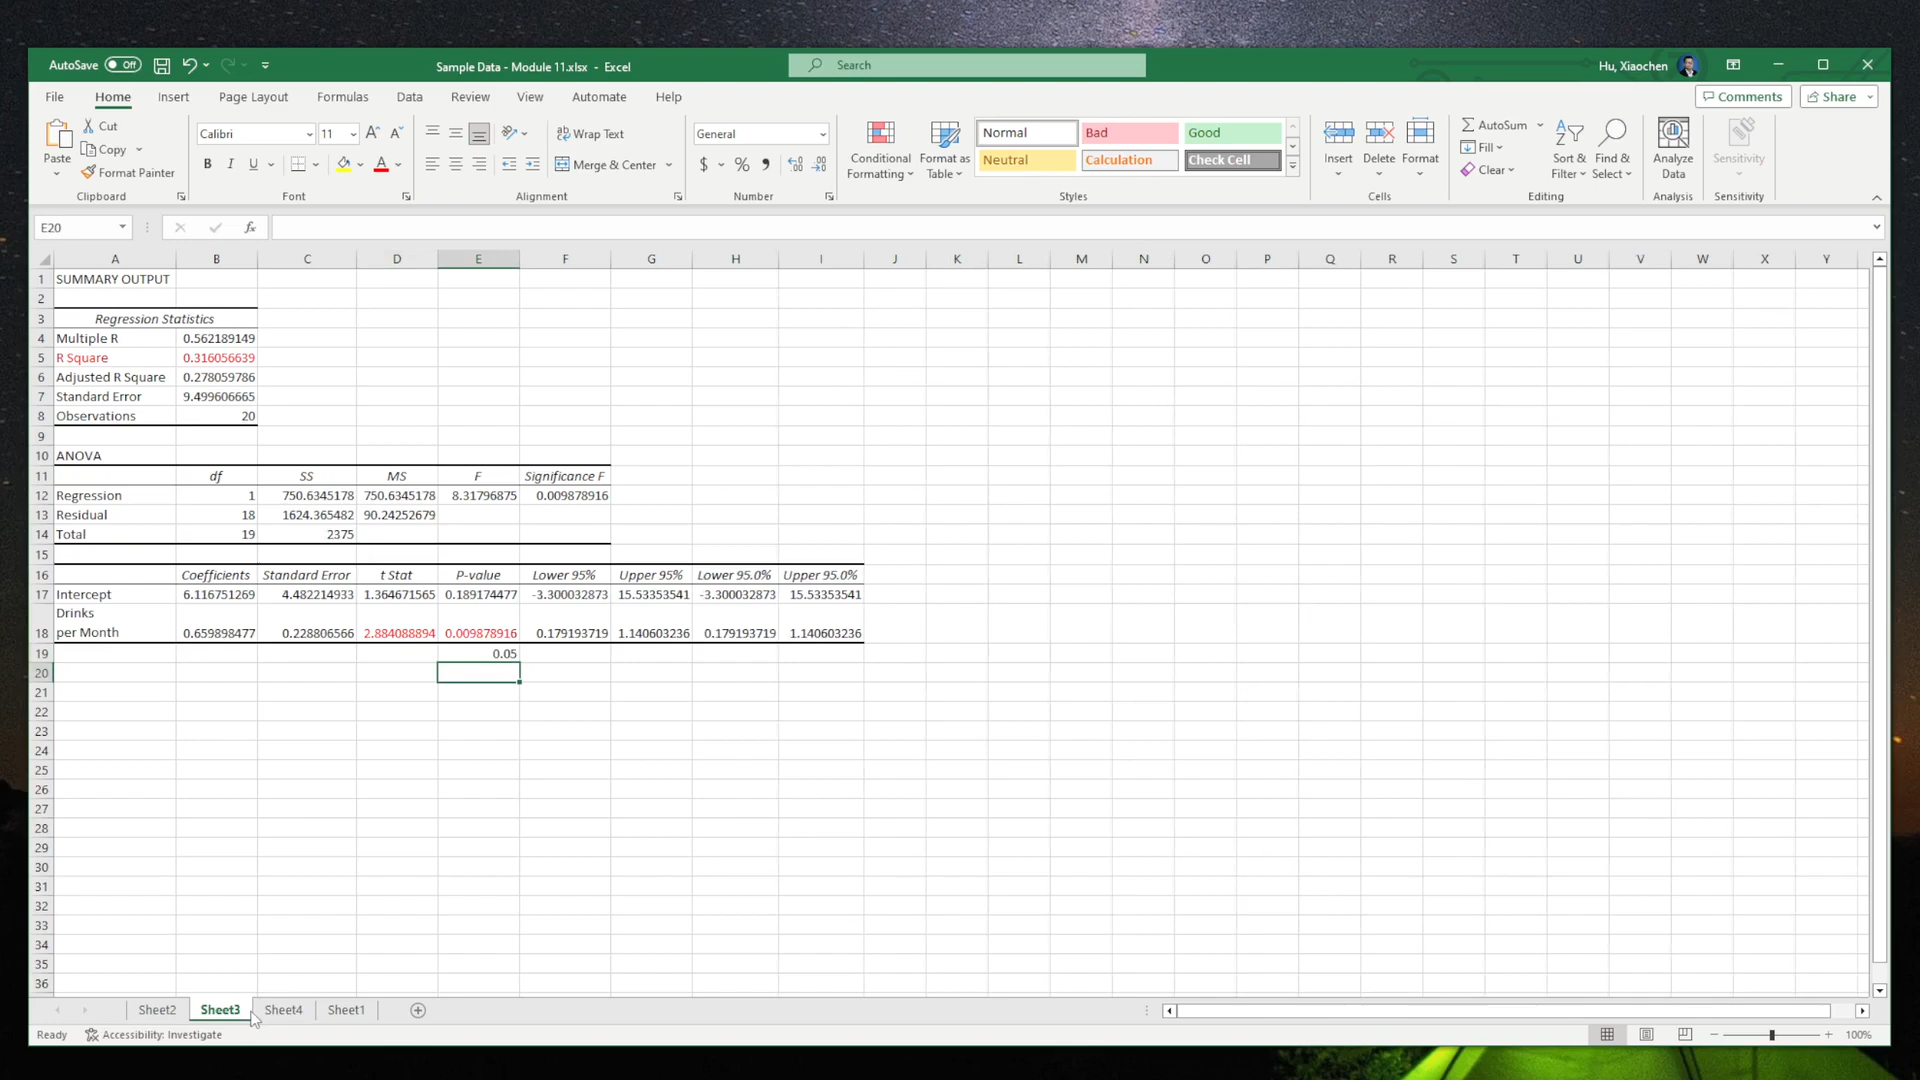 AutoSave Off Sample Data - Module 11.xlsx - Excel Search Hu, Xiaochen
File Home Insert Page Layout Formulas Data Review View Automate Help Comments Share
Paste Cut Copy Format Painter Clipboard
Calibri 11 B I U A Font
Wrap Text Merge & Center Alignment
General $ % Number
Conditional Formatting Format as Table Normal Bad Good Neutral Calculation Check Cell Styles
Insert Delete Format Cells
AutoSum Fill Clear Sort & Filter Find & Select Editing
Analyze Data Analysis
Sensitivity Sensitivity
E20 fx
A B C D E F G H I J K L M N O P Q R S T U V W X Y
1 SUMMARY OUTPUT
2
3 Regression Statistics
4 Multiple R 0.562189149
5 R Square 0.316056639
6 Adjusted R Square 0.278059786
7 Standard Error 9.499606665
8 Observations 20
9
10 ANOVA
11 df SS MS F Significance F
12 Regression 1 750.6345178 750.6345178 8.31796875 0.009878916
13 Residual 18 1624.365482 90.24252679
14 Total 19 2375
15
16 Coefficients Standard Error t Stat P-value Lower 95% Upper 95% Lower 95.0% Upper 95.0%
17 Intercept 6.116751269 4.482214933 1.364671565 0.189174477 -3.300032873 15.53353541 -3.300032873 15.53353541
Drinks
18 per Month 0.659898477 0.228806566 2.884088894 0.009878916 0.179193719 1.140603236 0.179193719 1.140603236
19 0.05
20
21
22
23
24
25
26
27
28
29
30
31
32
33
34
35
36
Sheet2 Sheet3 Sheet4 Sheet1
Ready Accessibility: Investigate 100%